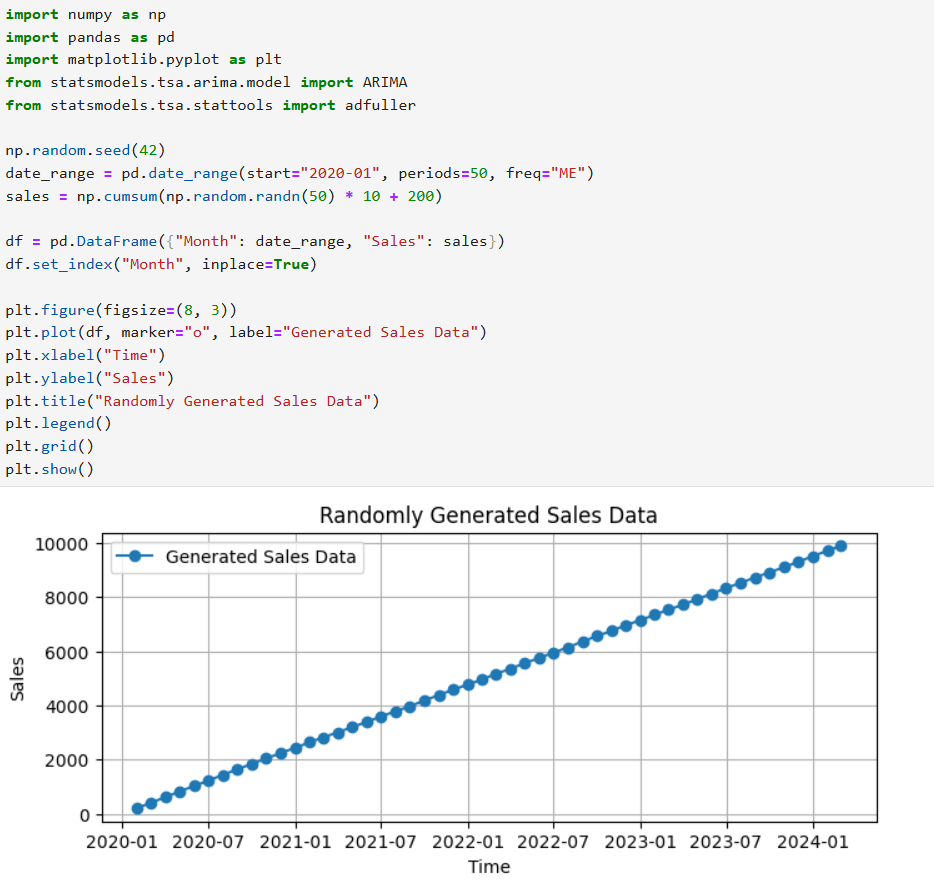 import numpy as np
import pandas as pd
import matplotlib.pyplot as plt
from statsmodels.tsa.arima.model import ARIMA
from statsmodels.tsa.stattools import adfuller
np.random.seed(42)
date_range = pd.date_range(start="2020-01", periods=50, freq="ME")
sales = np.cumsum(np.random.randn(50) * 10 + 200)
df = pd.DataFrame({"Month": date_range, "Sales": sales})
df.set_index("Month", inplace=True)
plt.figure(figsize=(8, 3))
plt.plot(df, marker="o", label="Generated Sales Data")
plt.xlabel("Time")
plt.ylabel("Sales")
plt.title("Randomly Generated Sales Data")
plt.legend()
plt.grid()
plt.show()
Randomly Generated Sales Data
Generated Sales Data
10000
8000
6000
4000
2000
0
Sales
2020-01 2020-07 2021-01 2021-07 2022-01 2022-07 2023-01 2023-07 2024-01
Time